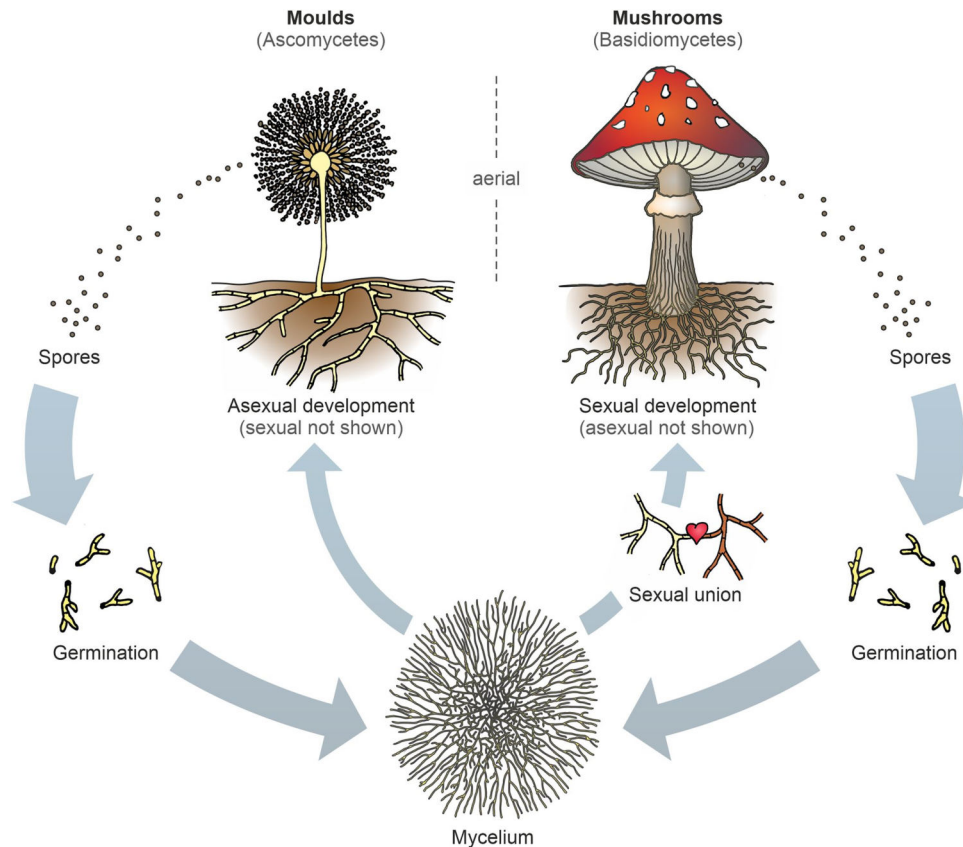 Moulds
(Ascomycetes)
Mushrooms
(Basidiomycetes)
aerial
Spores
Spores
Asexual development
(sexual not shown)
Sexual development
(asexual not shown)
Sexual union
Germination
Germination
Mycelium